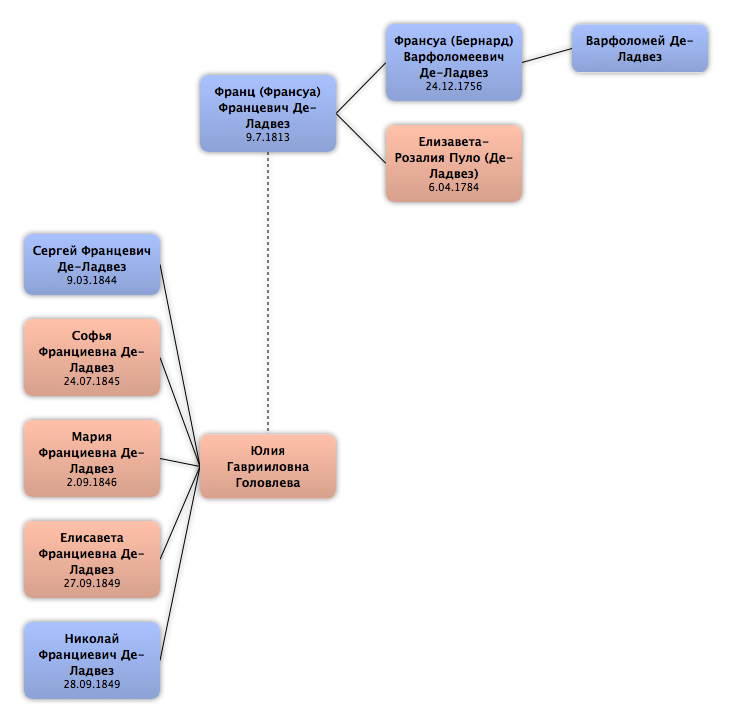 Франсуа (Бернард)
Варфоломеевич
Де-Ладвез
24.12.1756
Варфоломей Де-
Ладвез
Франц (Франсуа)
Францевич Де-
Ладвез
9.7.1813
Елизавета-
Розалия Пуло (Де-
Ладвез)
6.04.1784
Сергей Францевич
Де-Ладвез
9.03.1844
Софья
Франциевна Де-
Ладвез
24.07.1845
Мария
Франциевна Де-
Ладвез
2.09.1846
Юлия
Гаврииловна
Головлева
Елисавета
Франциевна Де-
Ладвез
27.09.1849
Николай
Франциевич Де-
Ладвез
28.09.1849